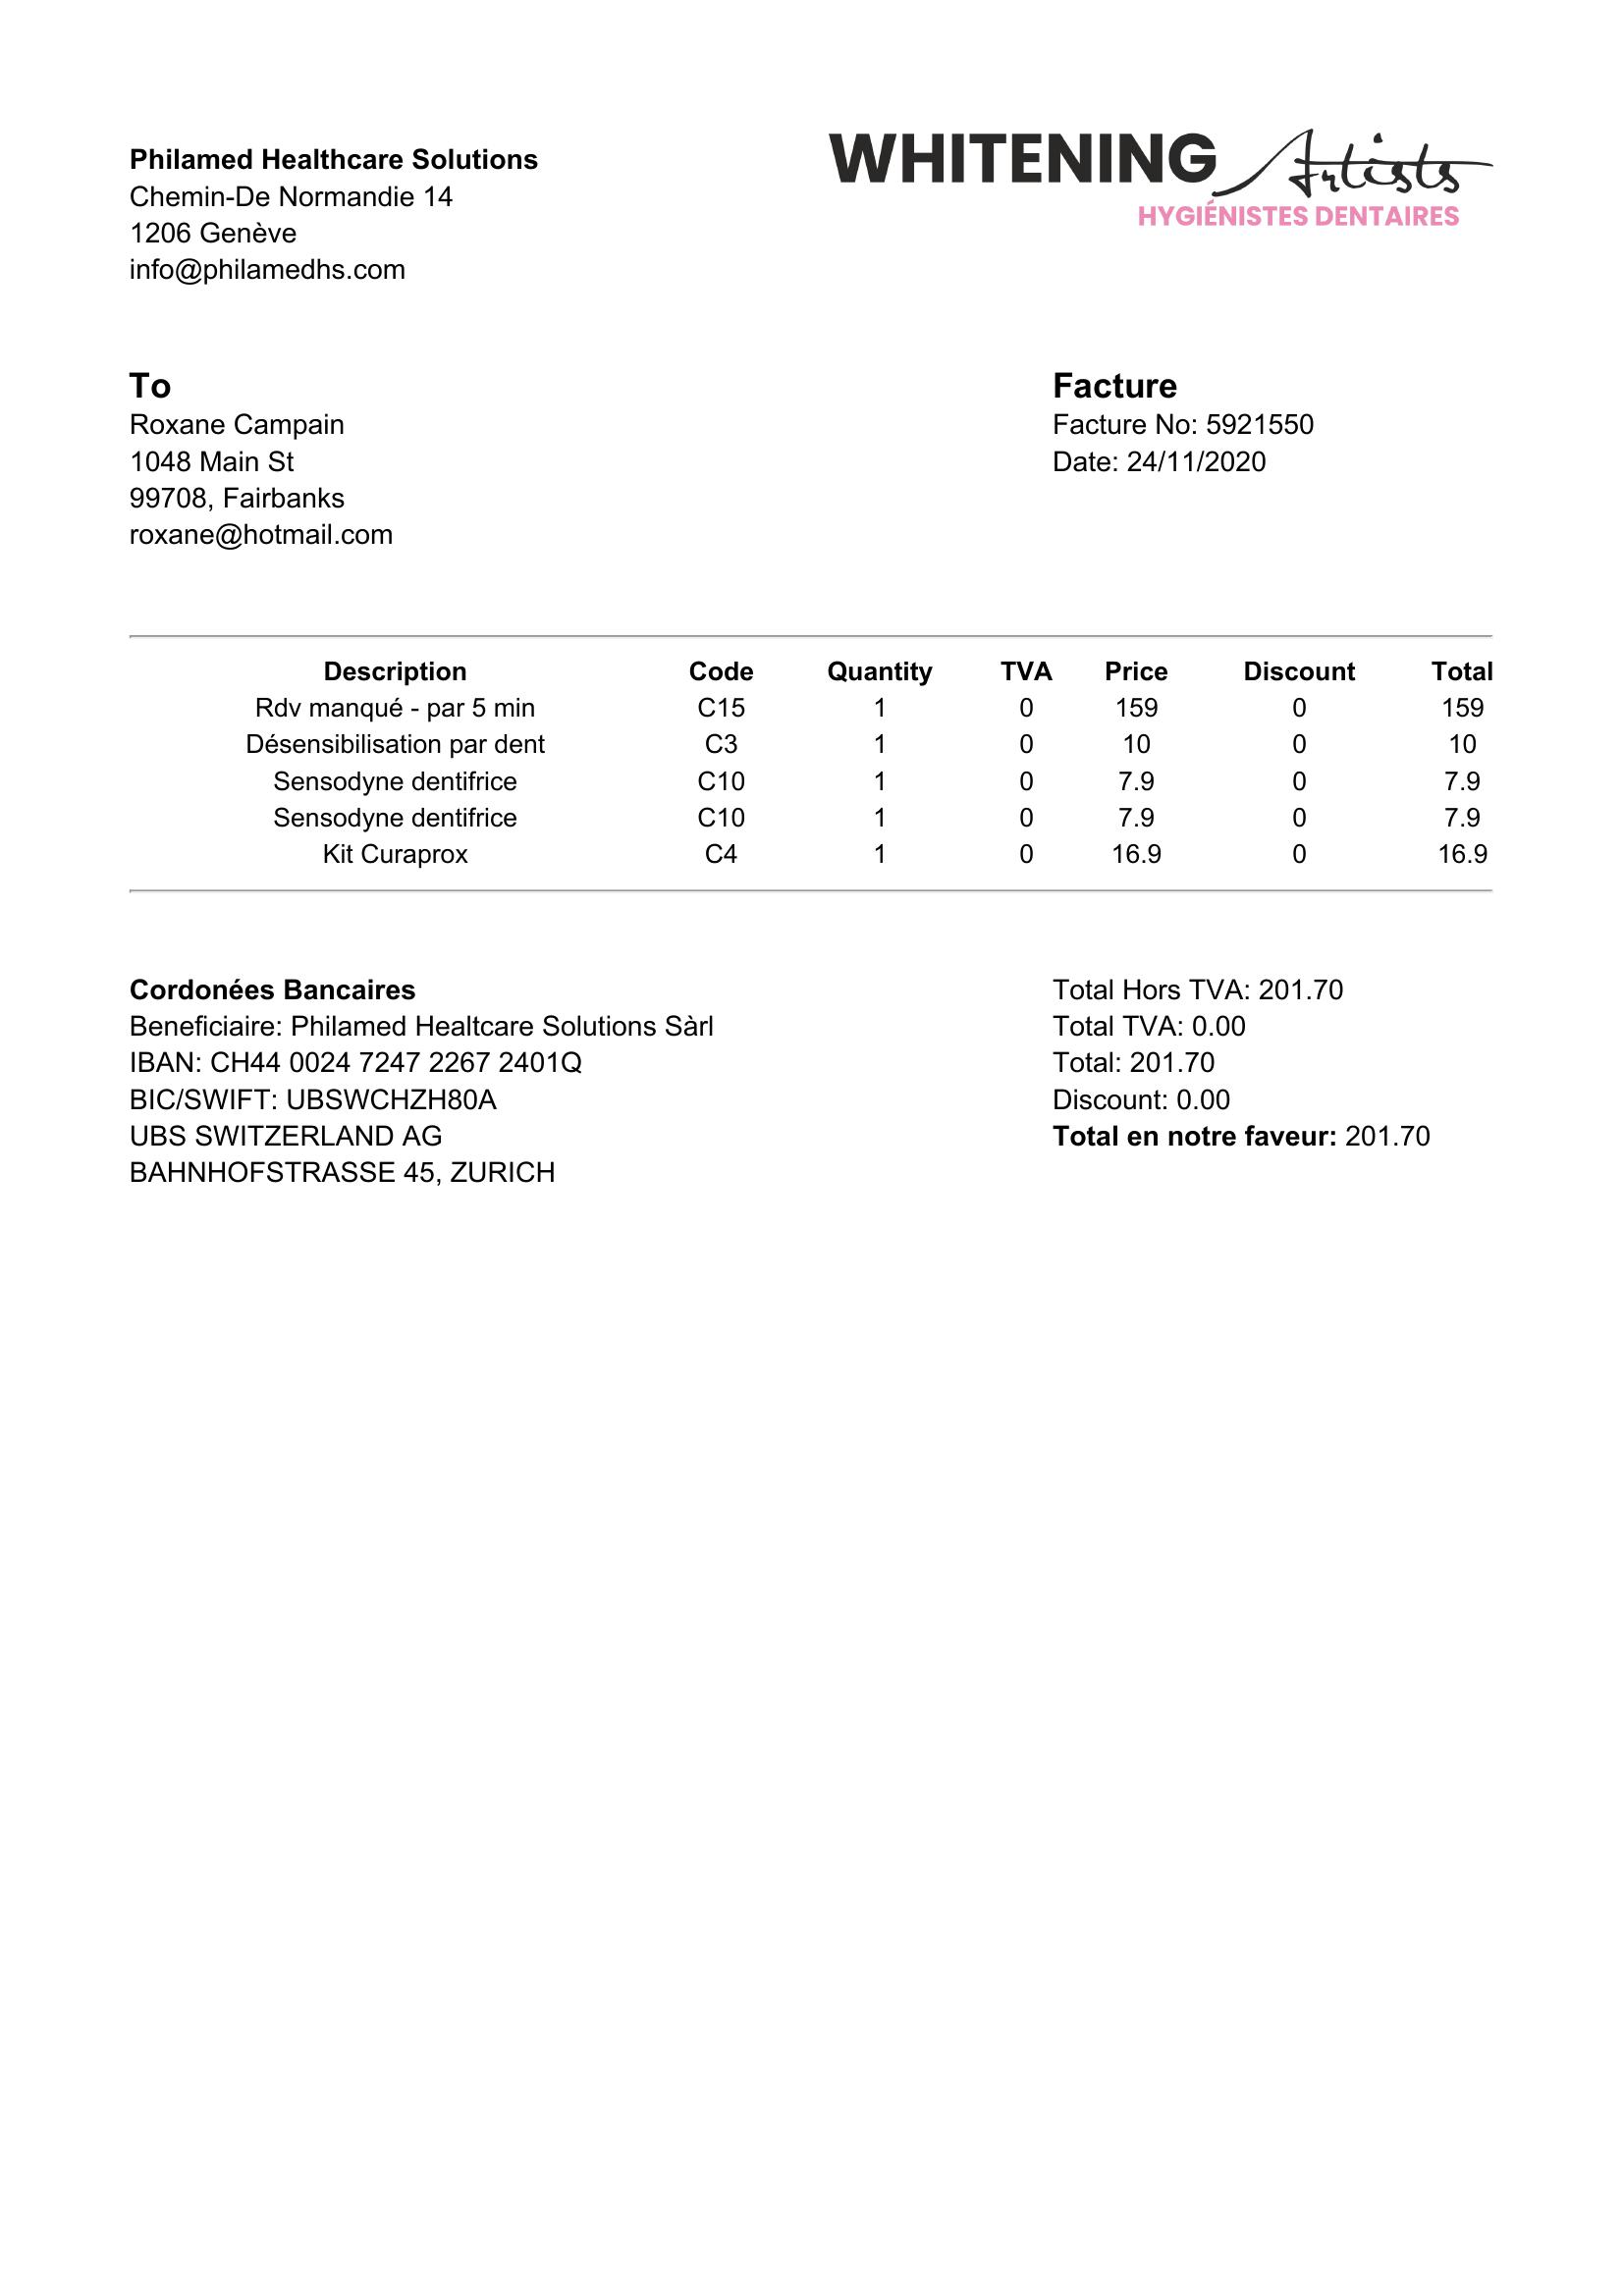 Philamed Healthcare Solutions
Chemin-De Normandie 14
1206 Genève
info@philamedhs.com
WHITENING Artists
HYGIÉNISTES DENTAIRES
To
Roxane Campain
1048 Main St
99708, Fairbanks
roxane@hotmail.com
Facture
Facture No: 5921550
Date: 24/11/2020
Description Code Quantity TVA Price Discount Total
Rdv manqué - par 5 min C15 1 0 159 0 159
Désensibilisation par dent C3 1 0 10 0 10
Sensodyne dentifrice C10 1 0 7.9 0 7.9
Sensodyne dentifrice C10 1 0 7.9 0 7.9
Kit Curaprox C4 1 0 16.9 0 16.9
Cordonées Bancaires
Beneficiaire: Philamed Healtcare Solutions Sàrl
IBAN: CH44 0024 7247 2267 2401Q
BIC/SWIFT: UBSWCHZH80A
UBS SWITZERLAND AG
BAHNHOFSTRASSE 45, ZURICH
Total Hors TVA: 201.70
Total TVA: 0.00
Total: 201.70
Discount: 0.00
Total en notre faveur: 201.70